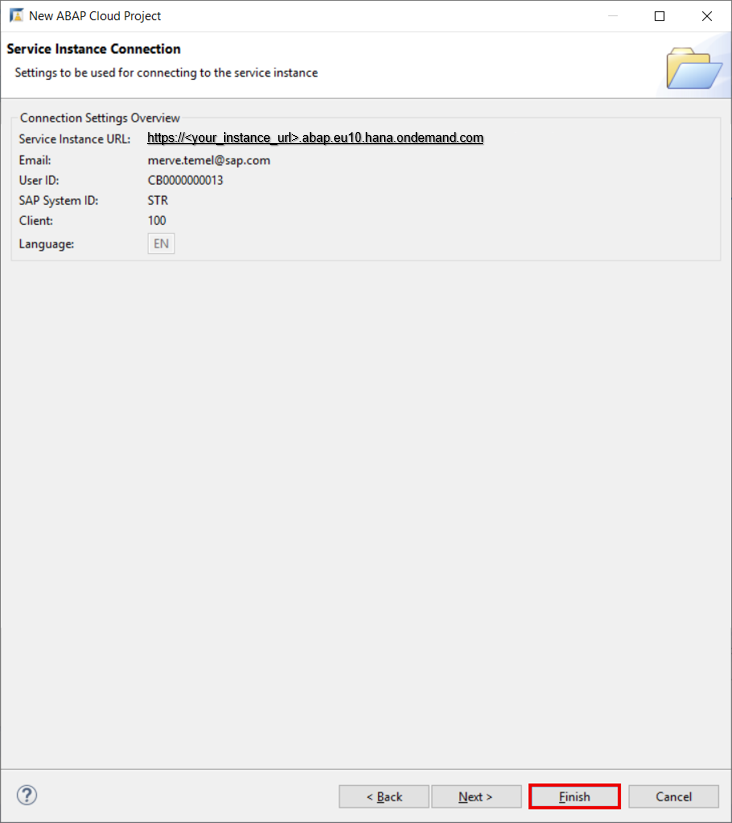 New ABAP Cloud Project
Service Instance Connection
Settings to be used for connecting to the service instance
Connection Settings Overview
Service Instance URL: https://<your_instance_url>.abap.eu10.hana.ondemand.com
Email: merve.temel@sap.com
User ID: CB0000000013
SAP System ID: STR
Client: 100
Language: EN
? < Back Next > Finish Cancel